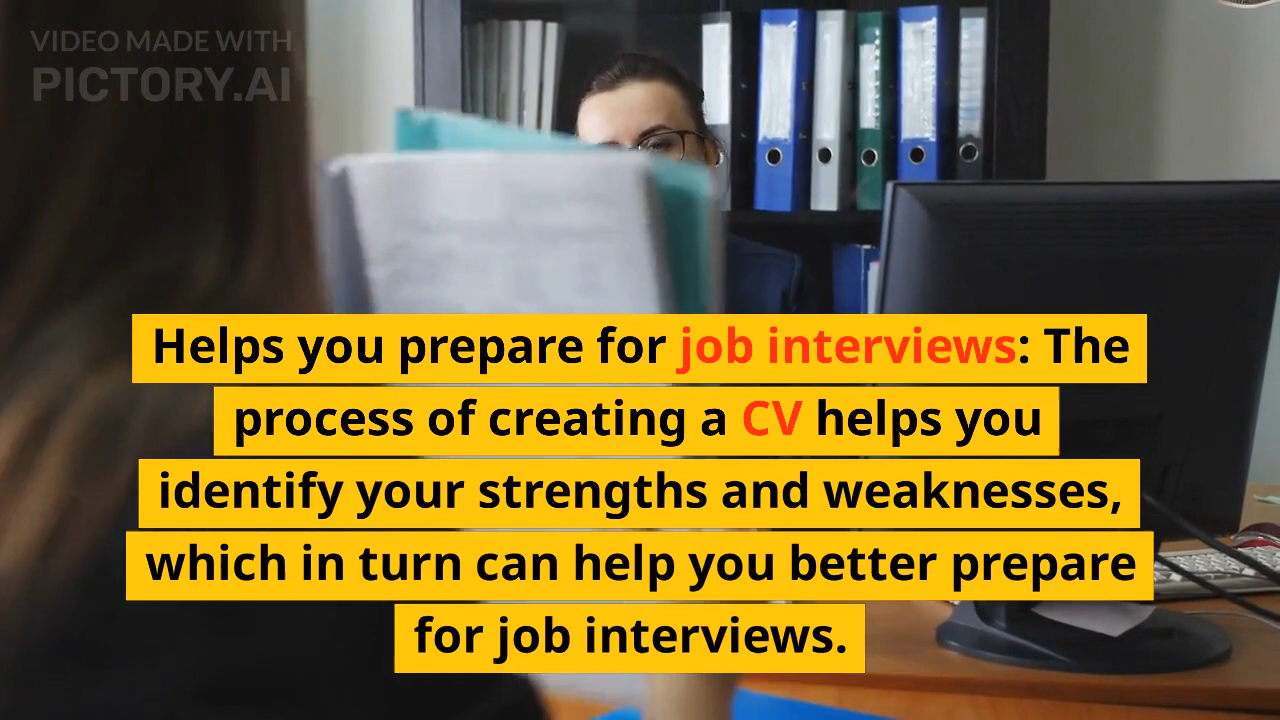 VIDEO MADE WITH
PICTORY.AI
Helps you prepare for job interviews: The
process of creating a CV helps you
identify your strengths and weaknesses,
which in turn can help you better prepare
for job interviews.